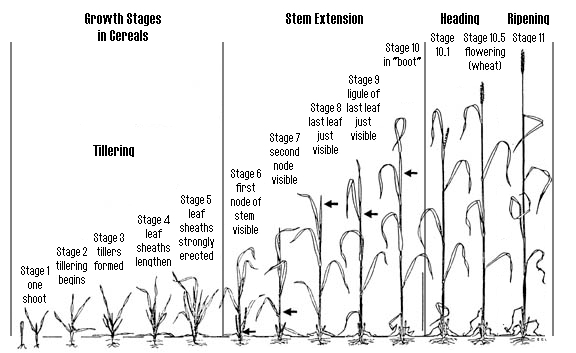 Growth Stages
in Cereals
Stem Extension
Heading
Ripening
Tillering
Stage 1
one
shoot
Stage 2
tillering
begins
Stage 3
tillers
formed
Stage 4
leaf
sheaths
lengthen
Stage 5
leaf
sheaths
strongly
erected
Stage 6
first
node of
stem
visible
Stage 7
second
node
visible
Stage 8
last leaf
just
visible
Stage 9
ligule of
last leaf
just
visible
Stage 10
in "boot"
Stage
10.1
Stage 10.5
flowering
(wheat)
Stage 11